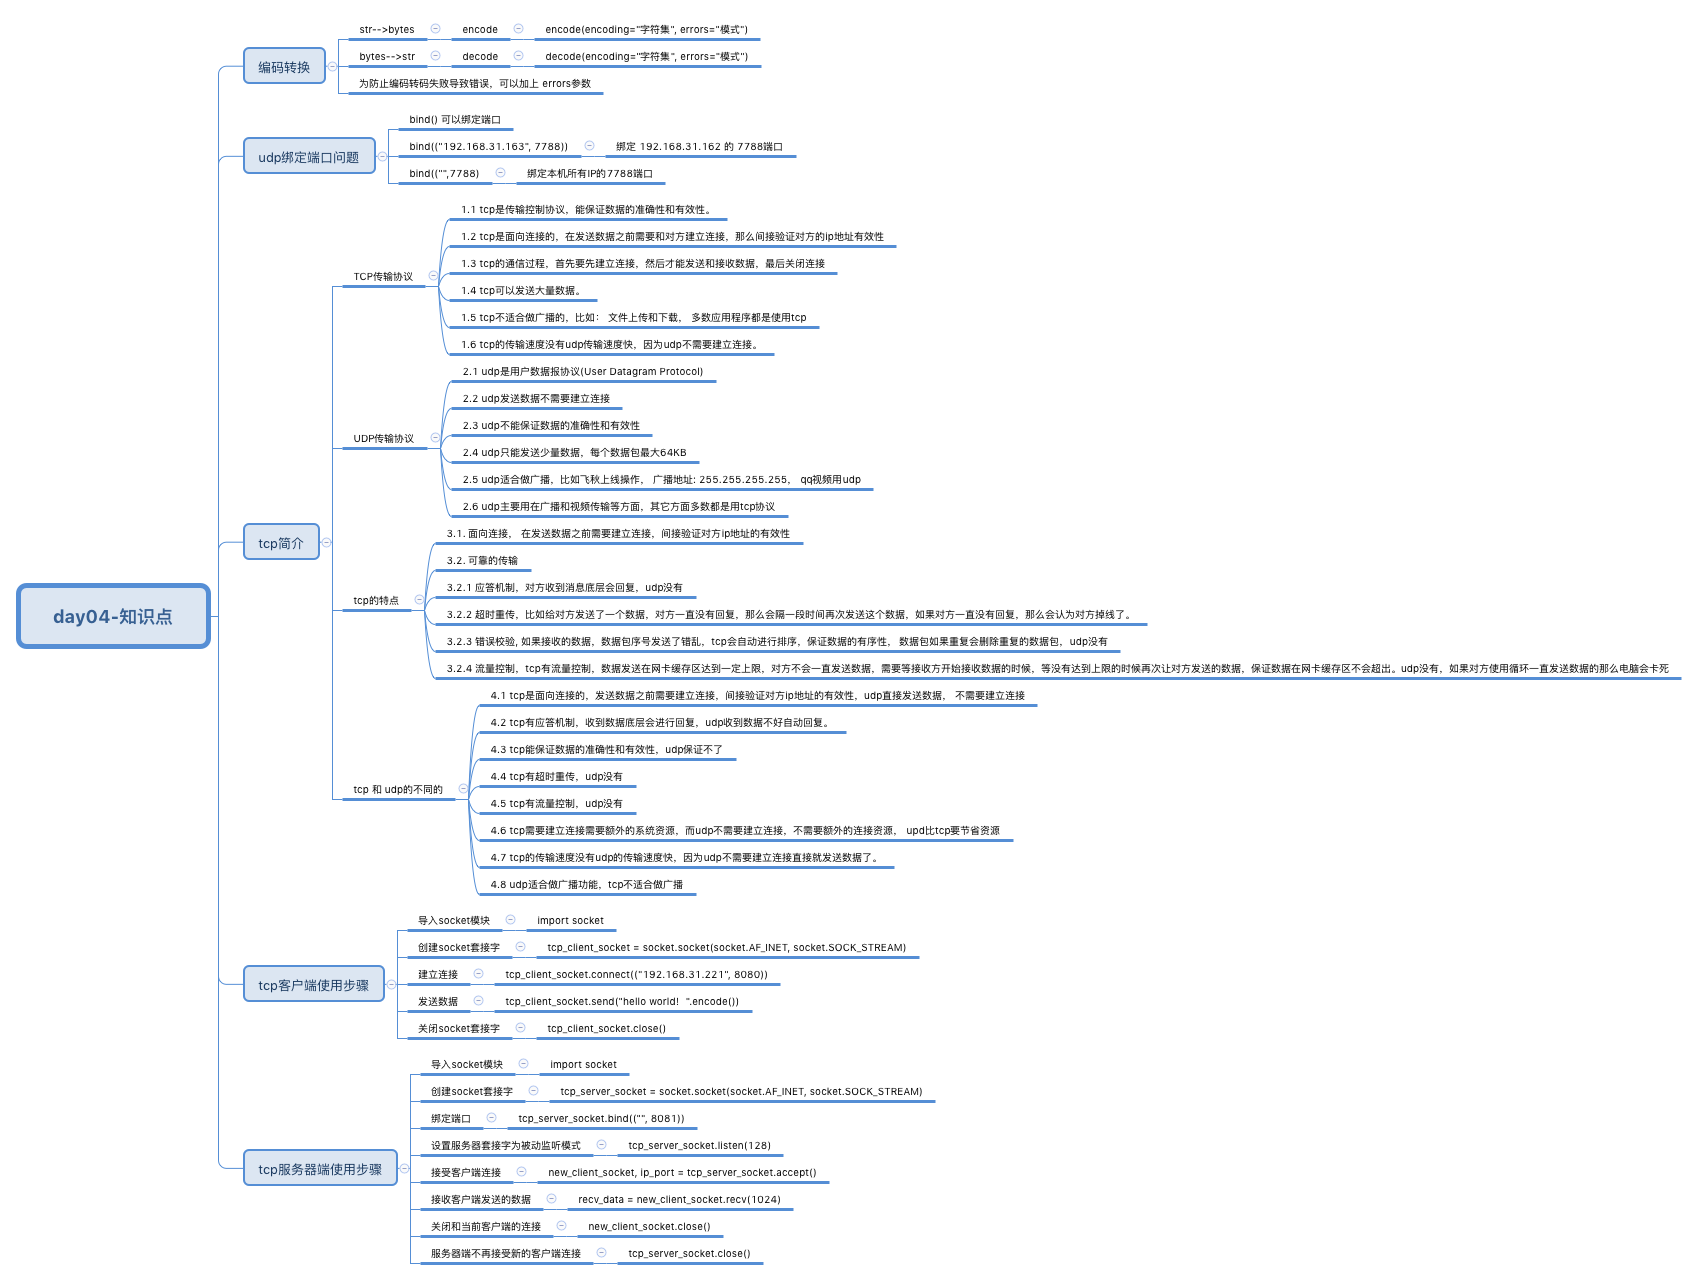 day04-知识点
编码转换
str-->bytes encode encode(encoding="字符集", errors="模式")
bytes-->str decode decode(encoding="字符集", errors="模式")
为防止编码转码失败导致错误，可以加上 errors参数
udp绑定端口问题
bind() 可以绑定端口
bind(("192.168.31.163", 7788)) 绑定 192.168.31.162 的 7788端口
bind(("",7788) 绑定本机所有IP的7788端口
tcp简介
TCP传输协议
1.1 tcp是传输控制协议，能保证数据的准确性和有效性。
1.2 tcp是面向连接的，在发送数据之前需要和对方建立连接，那么间接验证对方的ip地址有效性
1.3 tcp的通信过程，首先要先建立连接，然后才能发送和接收数据，最后关闭连接
1.4 tcp可以发送大量数据。
1.5 tcp不适合做广播的，比如： 文件上传和下载， 多数应用程序都是使用tcp
1.6 tcp的传输速度没有udp传输速度快，因为udp不需要建立连接。
UDP传输协议
2.1 udp是用户数据报协议(User Datagram Protocol)
2.2 udp发送数据不需要建立连接
2.3 udp不能保证数据的准确性和有效性
2.4 udp只能发送少量数据，每个数据包最大64KB
2.5 udp适合做广播，比如飞秋上线操作， 广播地址: 255.255.255.255， qq视频用udp
2.6 udp主要用在广播和视频传输等方面，其它方面多数都是用tcp协议
tcp的特点
3.1. 面向连接， 在发送数据之前需要建立连接，间接验证对方ip地址的有效性
3.2. 可靠的传输
3.2.1 应答机制，对方收到消息底层会回复，udp没有
3.2.2 超时重传，比如给对方发送了一个数据，对方一直没有回复，那么会隔一段时间再次发送这个数据，如果对方一直没有回复，那么会认为对方掉线了。
3.2.3 错误校验, 如果接收的数据，数据包序号发送了错乱，tcp会自动进行排序，保证数据的有序性， 数据包如果重复会删除重复的数据包，udp没有
3.2.4 流量控制，tcp有流量控制，数据发送在网卡缓存区达到一定上限，对方不会一直发送数据，需要等接收方开始接收数据的时候，等没有达到上限的时候再次让对方发送的数据，保证数据在网卡缓存区不会超出。udp没有，如果对方使用循环一直发送数据的那么电脑会卡死
tcp 和 udp的不同的
4.1 tcp是面向连接的，发送数据之前需要建立连接，间接验证对方ip地址的有效性，udp直接发送数据， 不需要建立连接
4.2 tcp有应答机制，收到数据底层会进行回复，udp收到数据不好自动回复。
4.3 tcp能保证数据的准确性和有效性，udp保证不了
4.4 tcp有超时重传，udp没有
4.5 tcp有流量控制，udp没有
4.6 tcp需要建立连接需要额外的系统资源，而udp不需要建立连接，不需要额外的连接资源， upd比tcp要节省资源
4.7 tcp的传输速度没有udp的传输速度快，因为udp不需要建立连接直接就发送数据了。
4.8 udp适合做广播功能，tcp不适合做广播
tcp客户端使用步骤
导入socket模块 import socket
创建socket套接字 tcp_client_socket = socket.socket(socket.AF_INET, socket.SOCK_STREAM)
建立连接 tcp_client_socket.connect(("192.168.31.221", 8080))
发送数据 tcp_client_socket.send("hello world！".encode())
关闭socket套接字 tcp_client_socket.close()
tcp服务器端使用步骤
导入socket模块 import socket
创建socket套接字 tcp_server_socket = socket.socket(socket.AF_INET, socket.SOCK_STREAM)
绑定端口 tcp_server_socket.bind(("", 8081))
设置服务器套接字为被动监听模式 tcp_server_socket.listen(128)
接受客户端连接 new_client_socket, ip_port = tcp_server_socket.accept()
接收客户端发送的数据 recv_data = new_client_socket.recv(1024)
关闭和当前客户端的连接 new_client_socket.close()
服务器端不再接受新的客户端连接 tcp_server_socket.close()